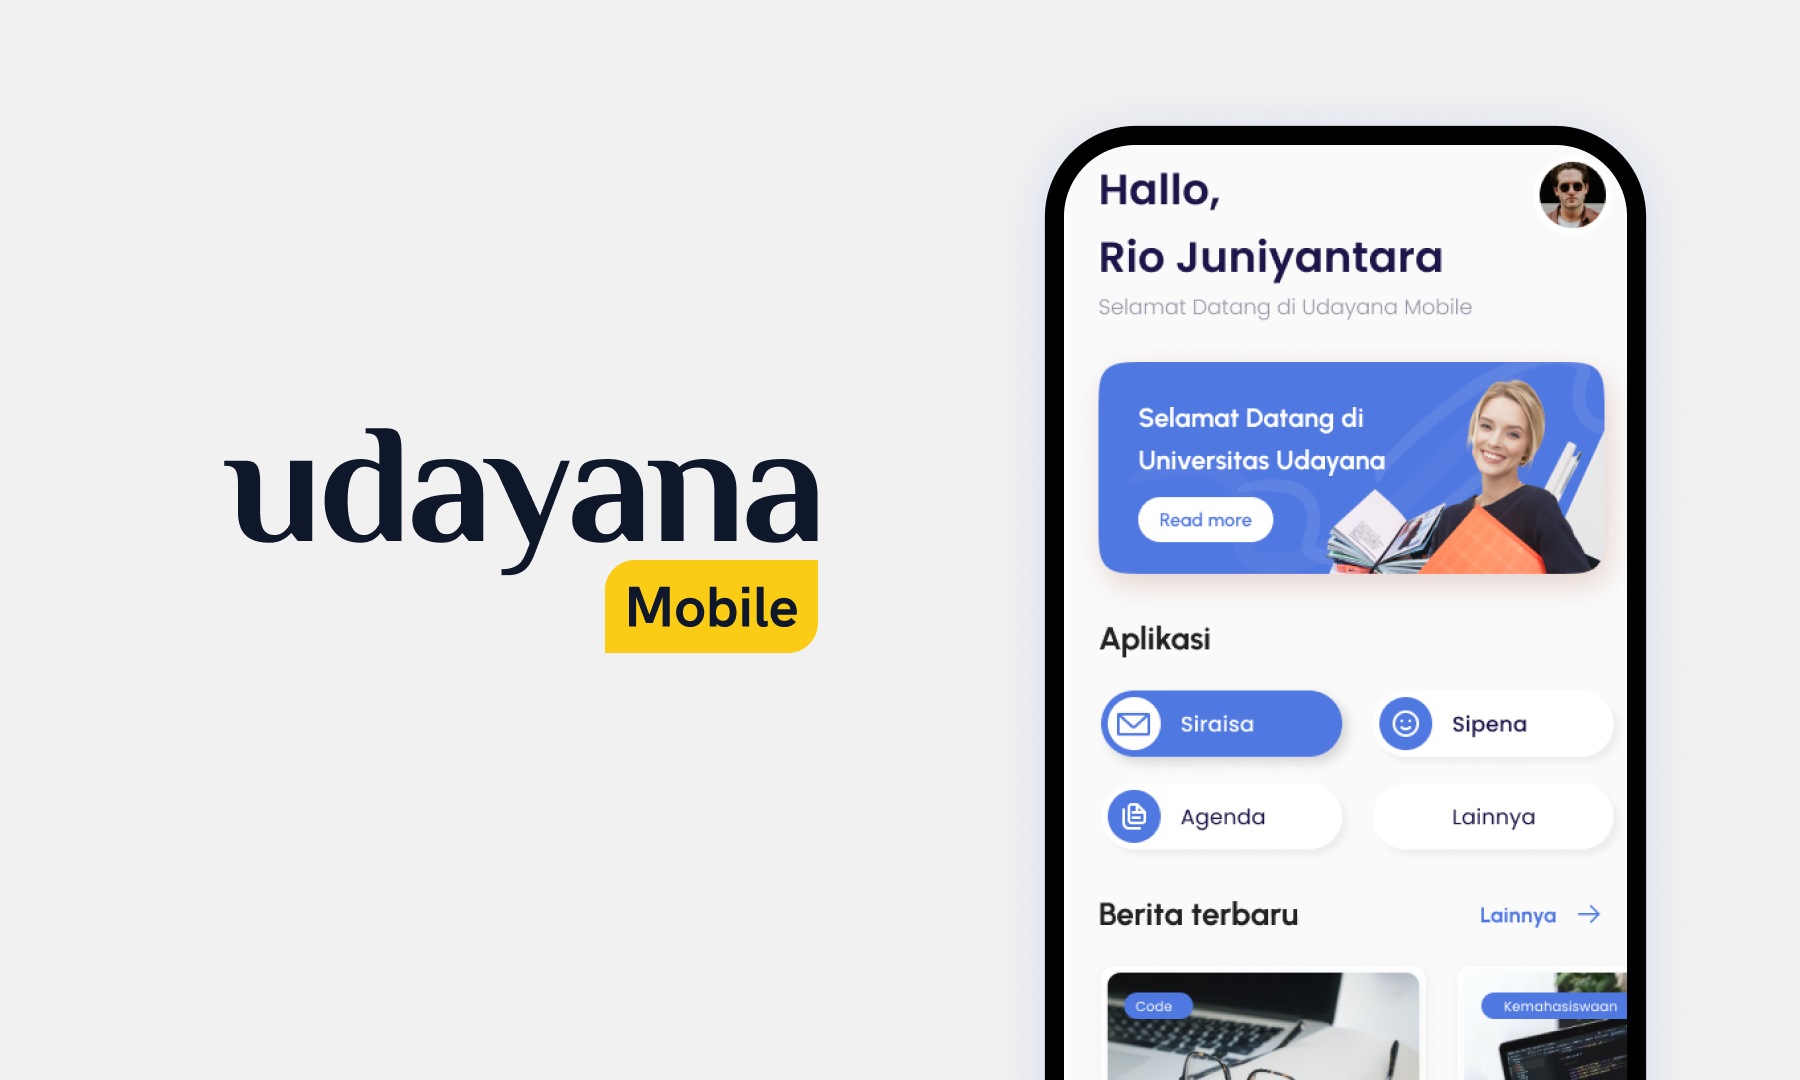 udayana
Mobile
Hallo,
Rio Juniyantara
Selamat Datang di Udayana Mobile
Selamat Datang di
Universitas Udayana
Read more
Aplikasi
Siraisa
Sipena
Agenda
Lainnya
Berita terbaru
Lainnya
Code
Kemahasiswaan